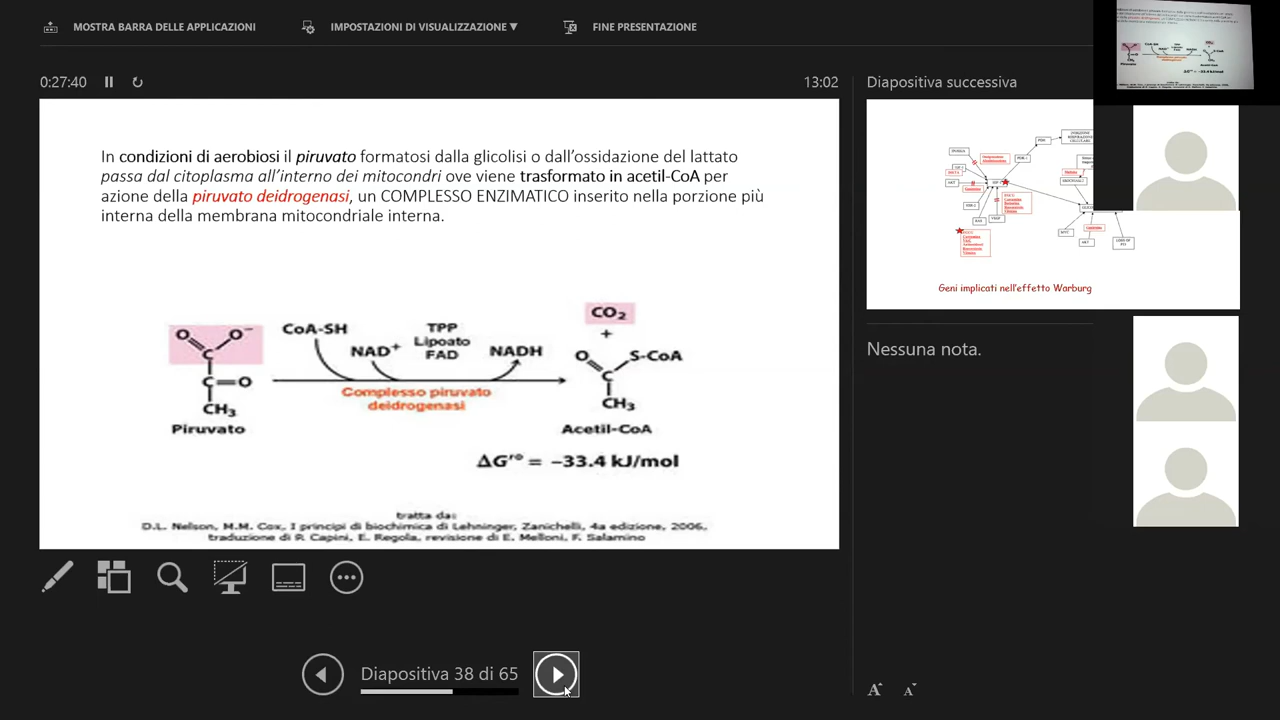 MOSTRA BARRA DELLE APPLICAZIONI
IMPOSTAZIONI DI VISUALIZZAZIONE
FINE PRESENTAZIONE
0:27:40
13:02
In condizioni di aerobiosi il piruvato formatosi dalla glicolisi o dall'ossidazione del lattato
passa dal citoplasma all'interno dei mitocondri ove viene trasformato in acetil-CoA per
azione della piruvato deidrogenasi, un COMPLESSO ENZIMATICO inserito nella porzione più
interna della membrana mitocondriale interna.
O O⁻
C
C=O
CH₃
Piruvato
CoA-SH
NAD⁺
TPP
Lipoato
FAD
NADH
Complesso piruvato
deidrogenasi
CO₂
+
O S-CoA
C
CH₃
Acetil-CoA
ΔG'° = −33.4 kJ/mol
tratta da:
D.L. Nelson, M.M. Cox, I principi di biochimica di Lehninger, Zanichelli, 4a edizione, 2006,
traduzione di P. Capini, E. Regola, revisione di E. Melloni, F. Salamino
Diapositiva 38 di 65
Diapositiva successiva
Geni implicati nell'effetto Warburg
Nessuna nota.
A A